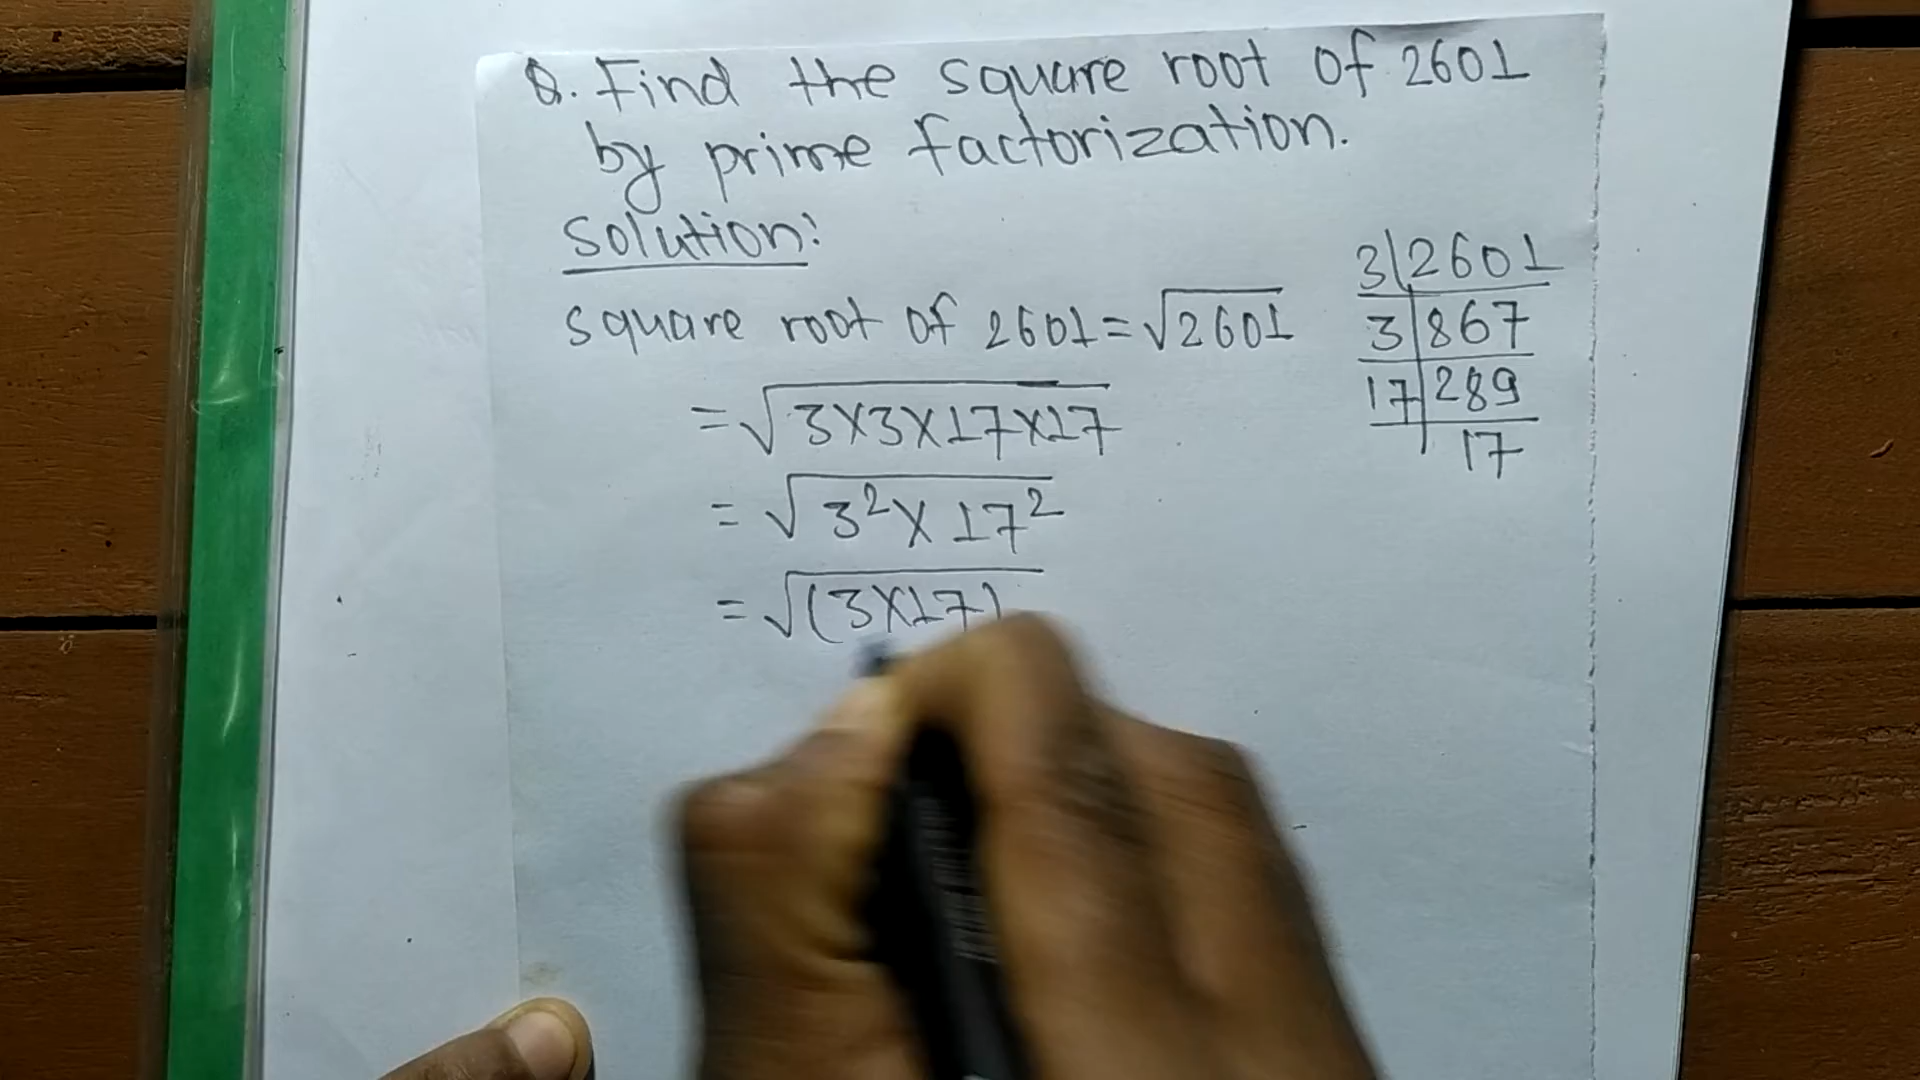 Q. Find the square root of 2601
by prime factorization.
Solution:
square root of 2601 = √2601
= √3×3×17×17
= √3²×17²
= √(3×17)
3|2601
3|867
17|289
17